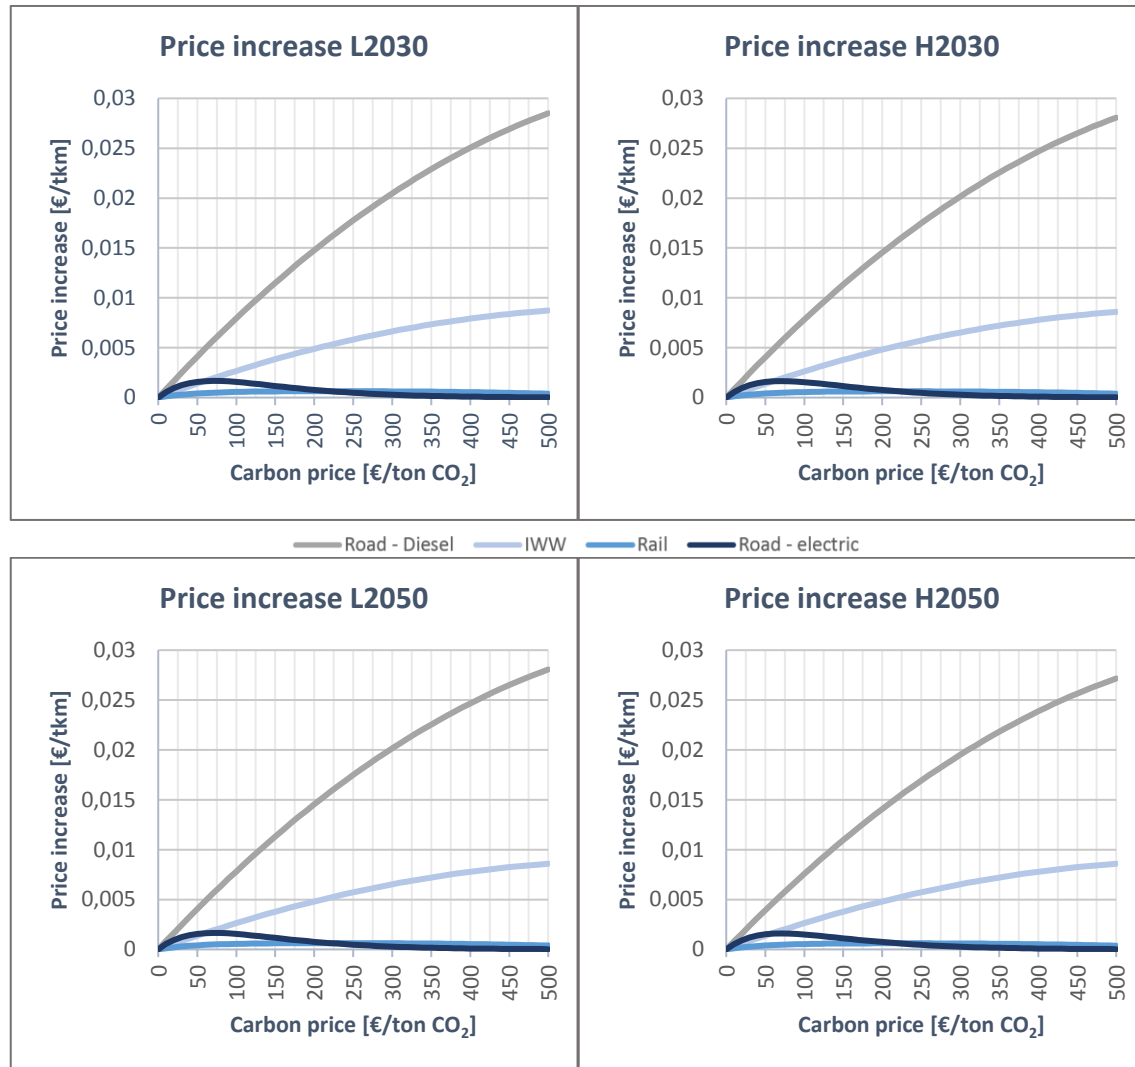 Price increase L2030
Price increase [€/tkm]
0,03
0,025
0,02
0,015
0,01
0,005
0
0 50 100 150 200 250 300 350 400 450 500
Carbon price [€/ton CO₂]
Price increase H2030
Price increase [€/tkm]
0,03
0,025
0,02
0,015
0,01
0,005
0
0 50 100 150 200 250 300 350 400 450 500
Carbon price [€/ton CO₂]
Road - Diesel IWW Rail Road - electric
Price increase L2050
Price increase [€/tkm]
0,03
0,025
0,02
0,015
0,01
0,005
0
0 50 100 150 200 250 300 350 400 450 500
Carbon price [€/ton CO₂]
Price increase H2050
Price increase [€/tkm]
0,03
0,025
0,02
0,015
0,01
0,005
0
0 50 100 150 200 250 300 350 400 450 500
Carbon price [€/ton CO₂]